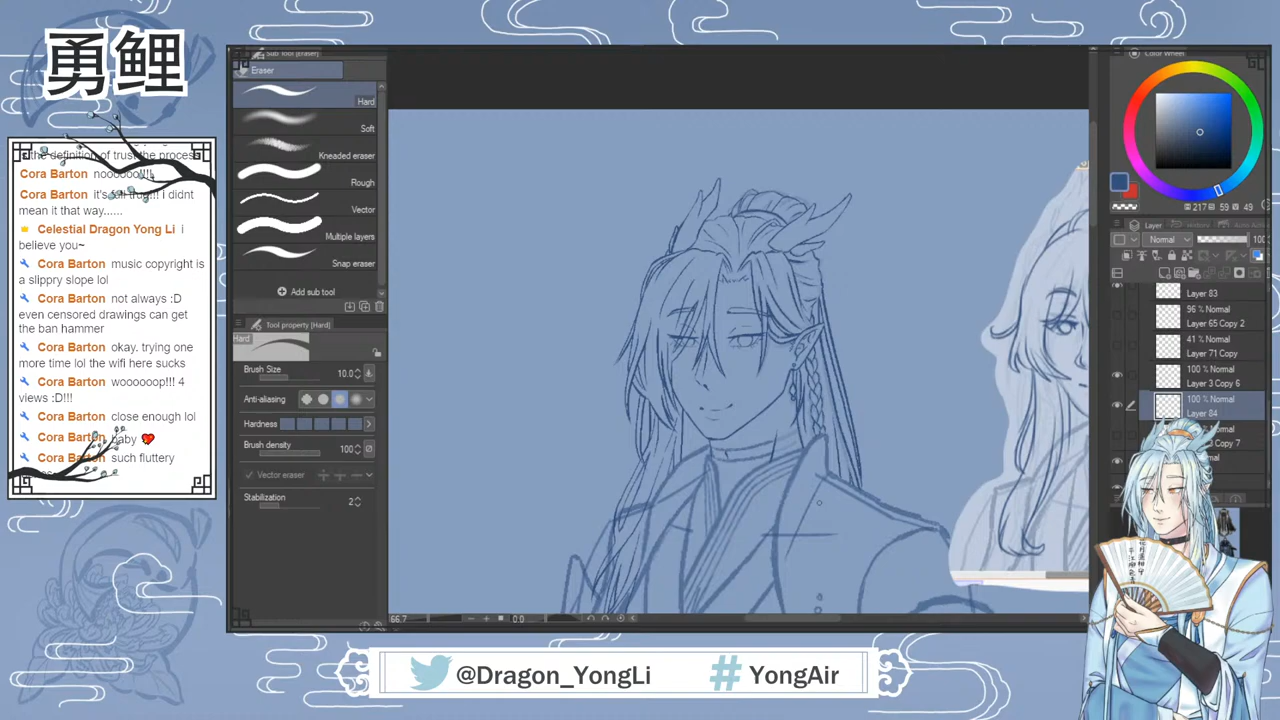 勇鲤
the definition of trust the process
Cora Barton nooooooo!!!!
Cora Barton it's full true!!! i didnt
mean it that way......
Celestial Dragon Yong Li i
believe you~
Cora Barton music copyright is
a slippry slope lol
Cora Barton not always :D
even censored drawings can get
the ban hammer
Cora Barton okay. trying one
more time lol the wifi here sucks
Cora Barton woooooop!!! 4
views :D!!!
Cora Barton close enough lol
Cora Barton baby
Cora Barton such fluttery
Sub Tool [Eraser]
Eraser
Hard
Soft
Kneaded eraser
Rough
Vector
Multiple layers
Snap eraser
Add sub tool
Tool property [Hard]
Hard
Brush Size 10.0
Anti-aliasing
Hardness
Brush density 100
Vector eraser
Stabilization 2
66.7
0.0
Color Wheel
217 59 49
Layer
Normal 100
Layer 83
96 % Normal
Layer 65 Copy 2
41 % Normal
Layer 71 Copy
100 % Normal
Layer 3 Copy 6
100 % Normal
Layer 84
@Dragon_YongLi
# YongAir